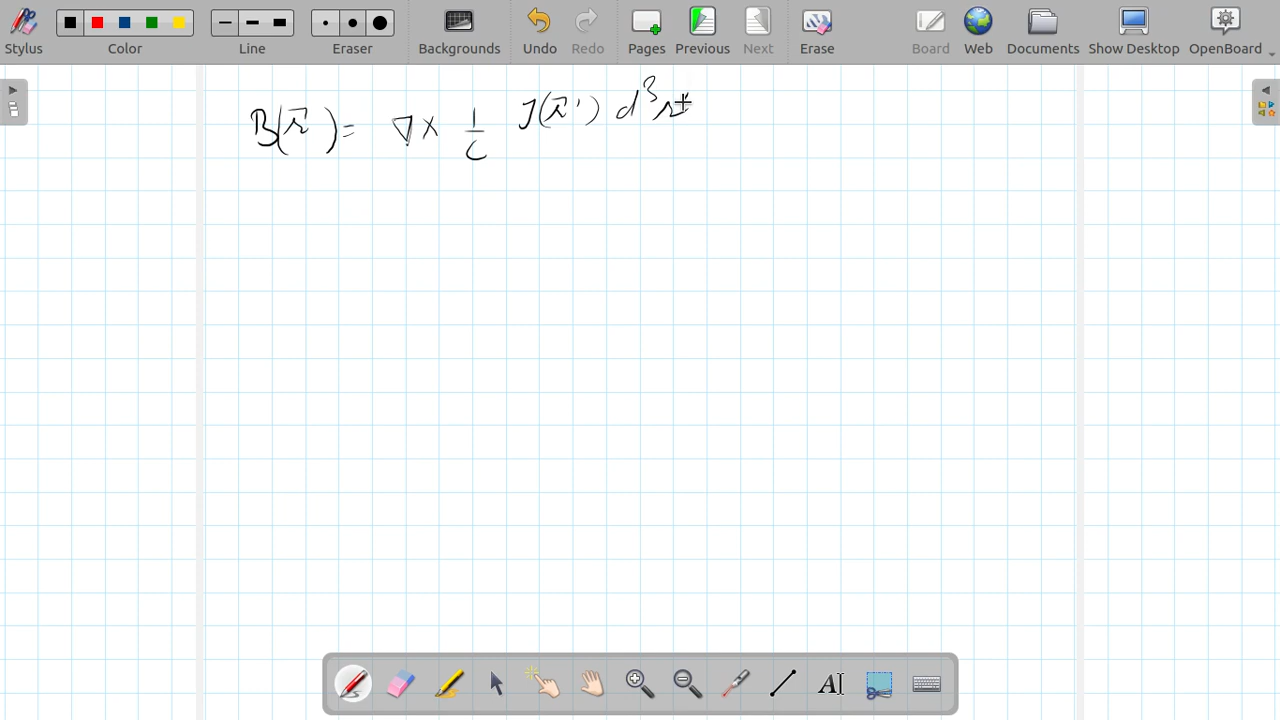 Stylus Color Line Eraser Backgrounds Undo Redo Pages Previous Next Erase Board Web Documents Show Desktop OpenBoard
B(r⃗) = ∇ × 1/c J(r⃗') d³r